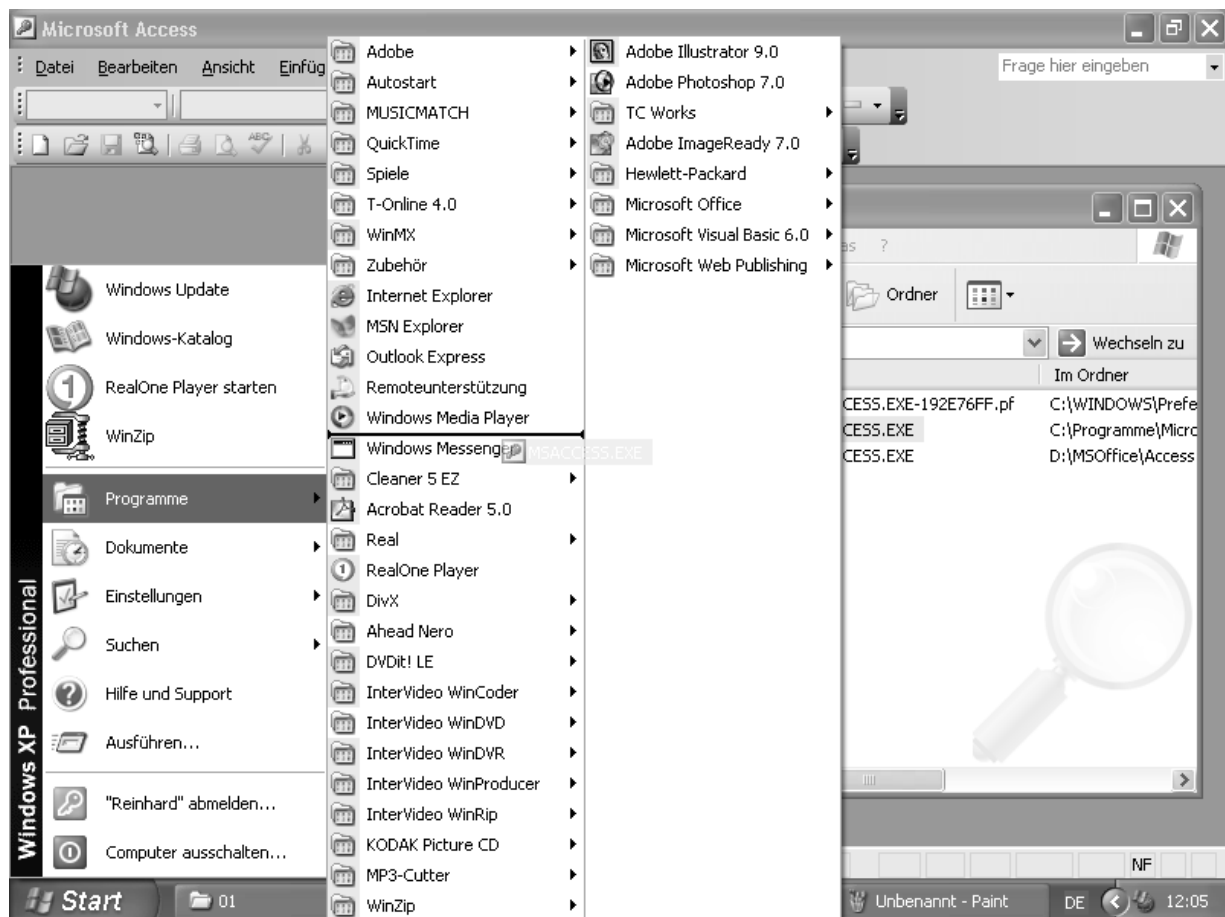 Microsoft Access
Datei Bearbeiten Ansicht Einfüg
Frage hier eingeben
Adobe
Autostart
MUSICMATCH
QuickTime
Spiele
T-Online 4.0
WinMX
Zubehör
Internet Explorer
MSN Explorer
Outlook Express
Remoteunterstützung
Windows Media Player
Windows Messenge
MSACCESS.EXE
Cleaner 5 EZ
Acrobat Reader 5.0
Real
RealOne Player
DivX
Ahead Nero
DVDit! LE
InterVideo WinCoder
InterVideo WinDVD
InterVideo WinDVR
InterVideo WinProducer
InterVideo WinRip
KODAK Picture CD
MP3-Cutter
WinZip
Adobe Illustrator 9.0
Adobe Photoshop 7.0
TC Works
Adobe ImageReady 7.0
Hewlett-Packard
Microsoft Office
Microsoft Visual Basic 6.0
Microsoft Web Publishing
as ?
Ordner
Wechseln zu
Im Ordner
CESS.EXE-192E76FF.pf C:\WINDOWS\Prefe
CESS.EXE C:\Programme\Micro
CESS.EXE D:\MSOffice\Access
Windows Update
Windows-Katalog
RealOne Player starten
WinZip
Programme
Dokumente
Einstellungen
Suchen
Hilfe und Support
Ausführen...
"Reinhard" abmelden...
Computer ausschalten...
Windows XP Professional
NF
Start
01
Unbenannt - Paint
DE
12:05